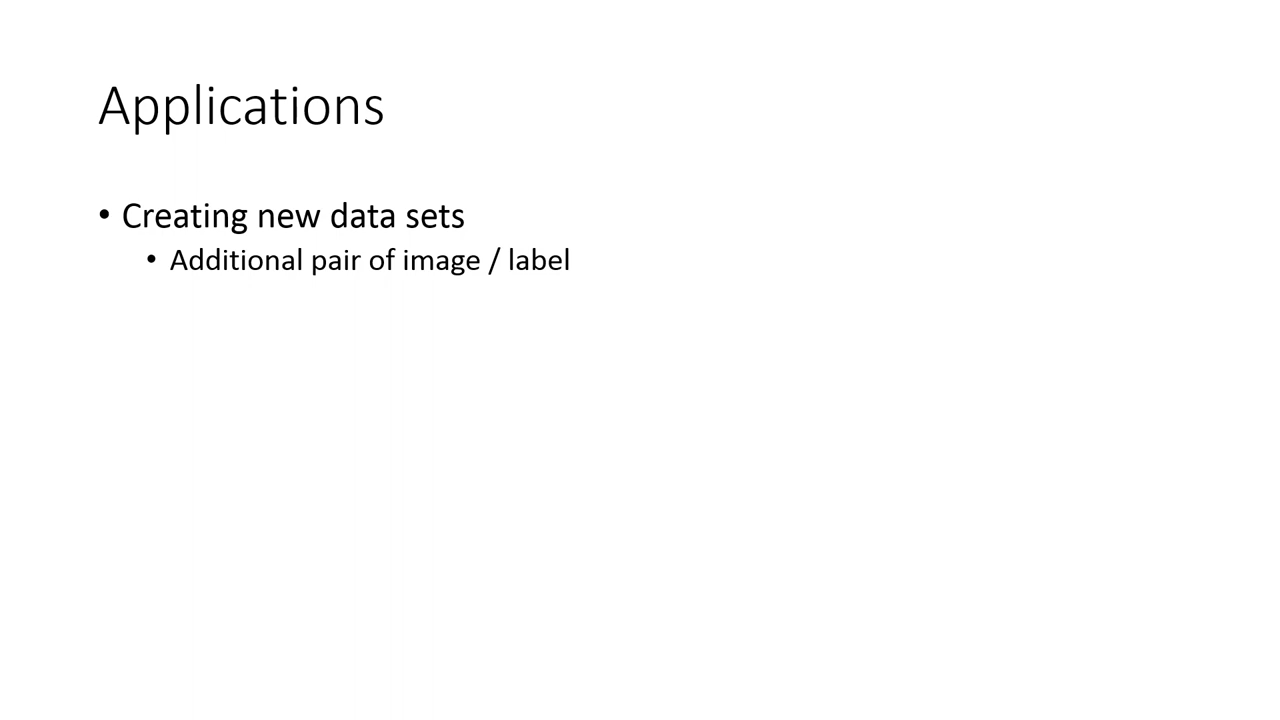 Applications
• Creating new data sets
• Additional pair of image / label